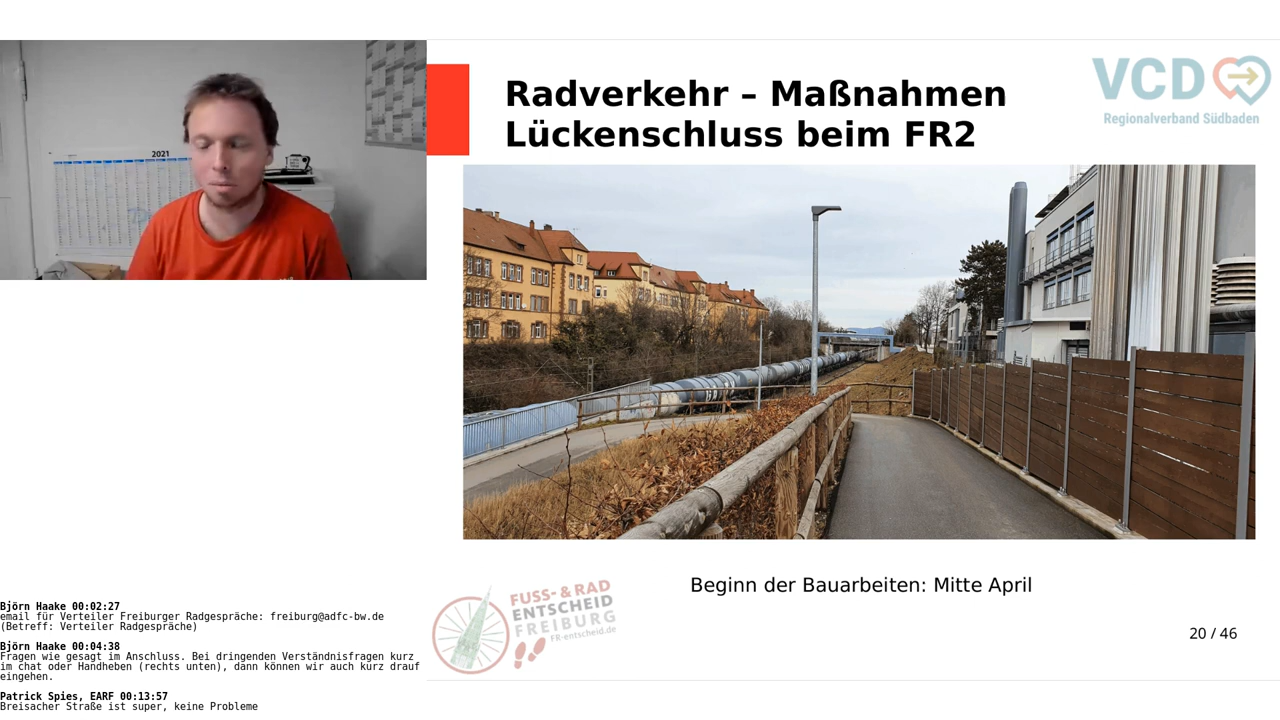 2021
Radverkehr – Maßnahmen
Lückenschluss beim FR2
VCD
Regionalverband Südbaden
Beginn der Bauarbeiten: Mitte April
FUSS- & RAD
ENTSCHEID
FREIBURG
FR-entscheid.de
20 / 46
Björn Haake 00:02:27
email für Verteiler Freiburger Radgespräche: freiburg@adfc-bw.de
(Betreff: Verteiler Radgespräche)
Björn Haake 00:04:38
Fragen wie gesagt im Anschluss. Bei dringenden Verständnisfragen kurz
im chat oder Handheben (rechts unten), dann können wir auch kurz drauf
eingehen.
Patrick Spies, EARF 00:13:57
Breisacher Straße ist super, keine Probleme